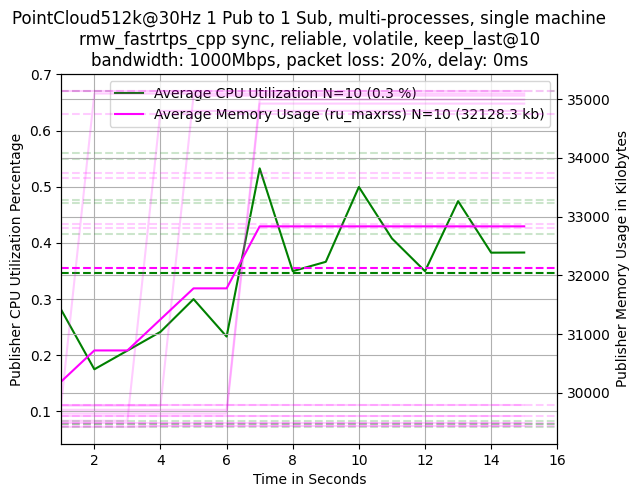 PointCloud512k@30Hz 1 Pub to 1 Sub, multi-processes, single machine
rmw_fastrtps_cpp sync, reliable, volatile, keep_last@10
bandwidth: 1000Mbps, packet loss: 20%, delay: 0ms
Average CPU Utilization N=10 (0.3 %)
Average Memory Usage (ru_maxrss) N=10 (32128.3 kb)
Publisher CPU Utilization Percentage
0.7
0.6
0.5
0.4
0.3
0.2
0.1
35000
34000
33000
32000
31000
30000
Publisher Memory Usage in Kilobytes
2 4 6 8 10 12 14 16
Time in Seconds